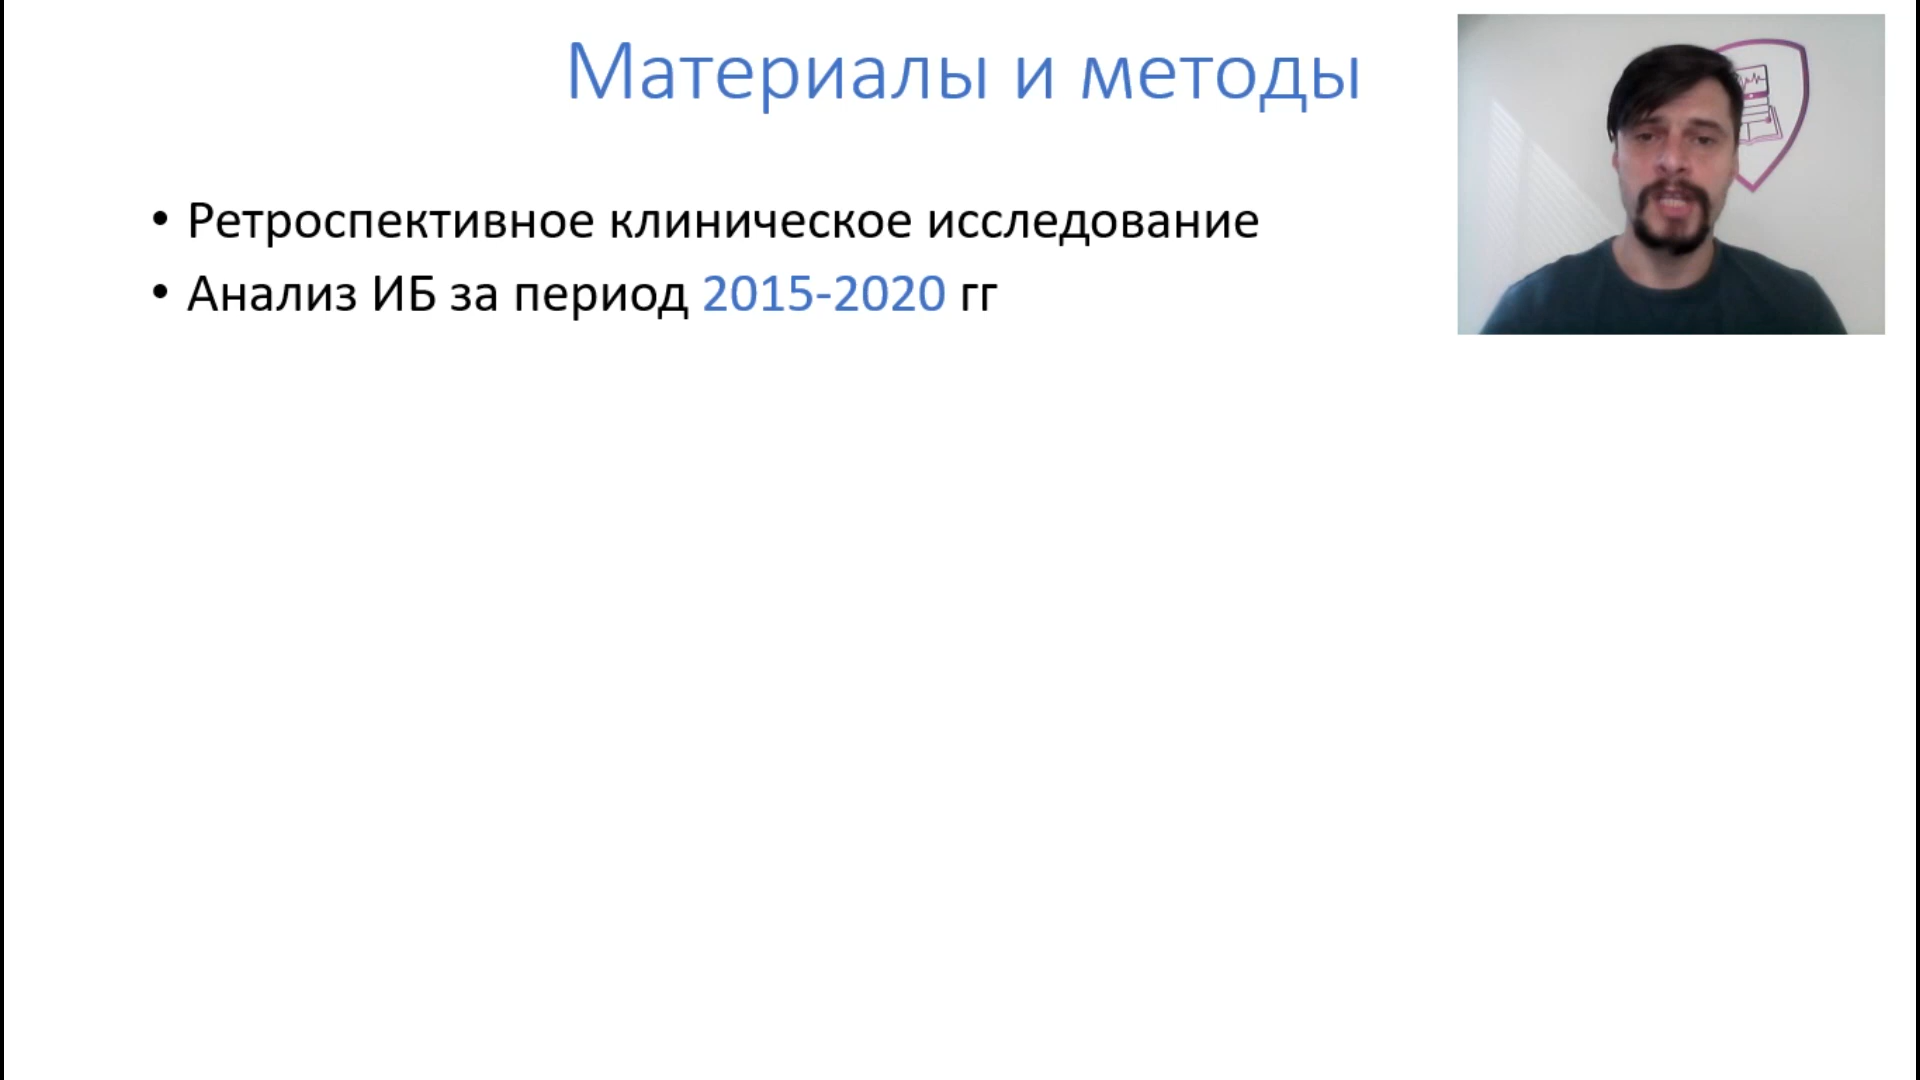 Материалы и методы
• Ретроспективное клиническое исследование
• Анализ ИБ за период 2015-2020 гг